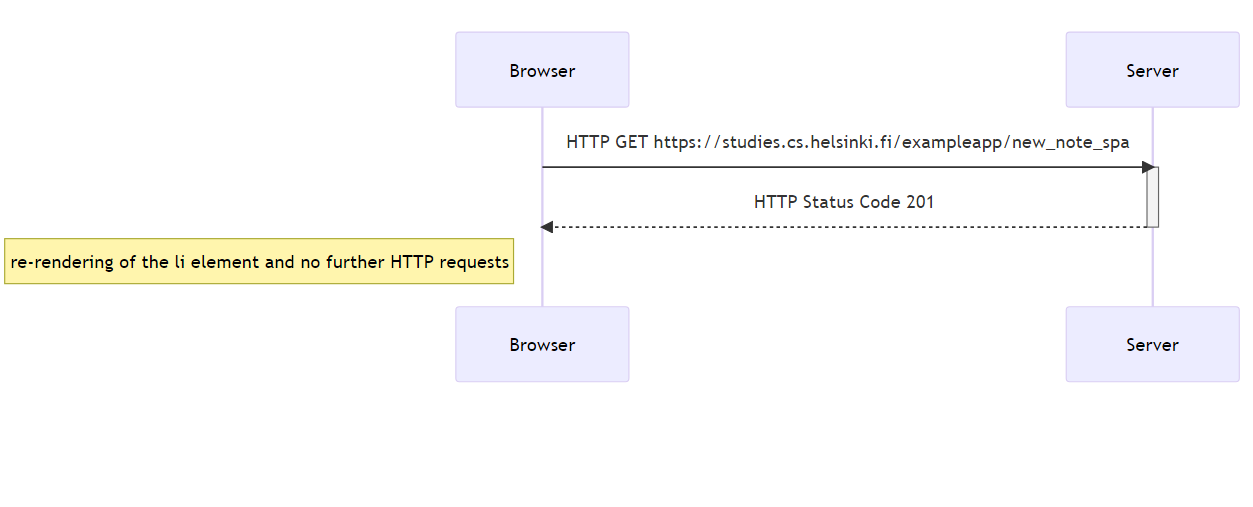 Browser
Server
HTTP GET https://studies.cs.helsinki.fi/exampleapp/new_note_spa
HTTP Status Code 201
re-rendering of the li element and no further HTTP requests
Browser
Server